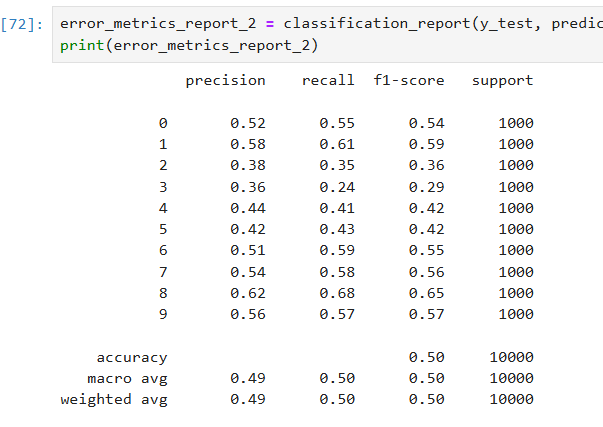 [72]: error_metrics_report_2 = classification_report(y_test, predic
print(error_metrics_report_2)
precision recall f1-score support
0 0.52 0.55 0.54 1000
1 0.58 0.61 0.59 1000
2 0.38 0.35 0.36 1000
3 0.36 0.24 0.29 1000
4 0.44 0.41 0.42 1000
5 0.42 0.43 0.42 1000
6 0.51 0.59 0.55 1000
7 0.54 0.58 0.56 1000
8 0.62 0.68 0.65 1000
9 0.56 0.57 0.57 1000
accuracy 0.50 10000
macro avg 0.49 0.50 0.50 10000
weighted avg 0.49 0.50 0.50 10000